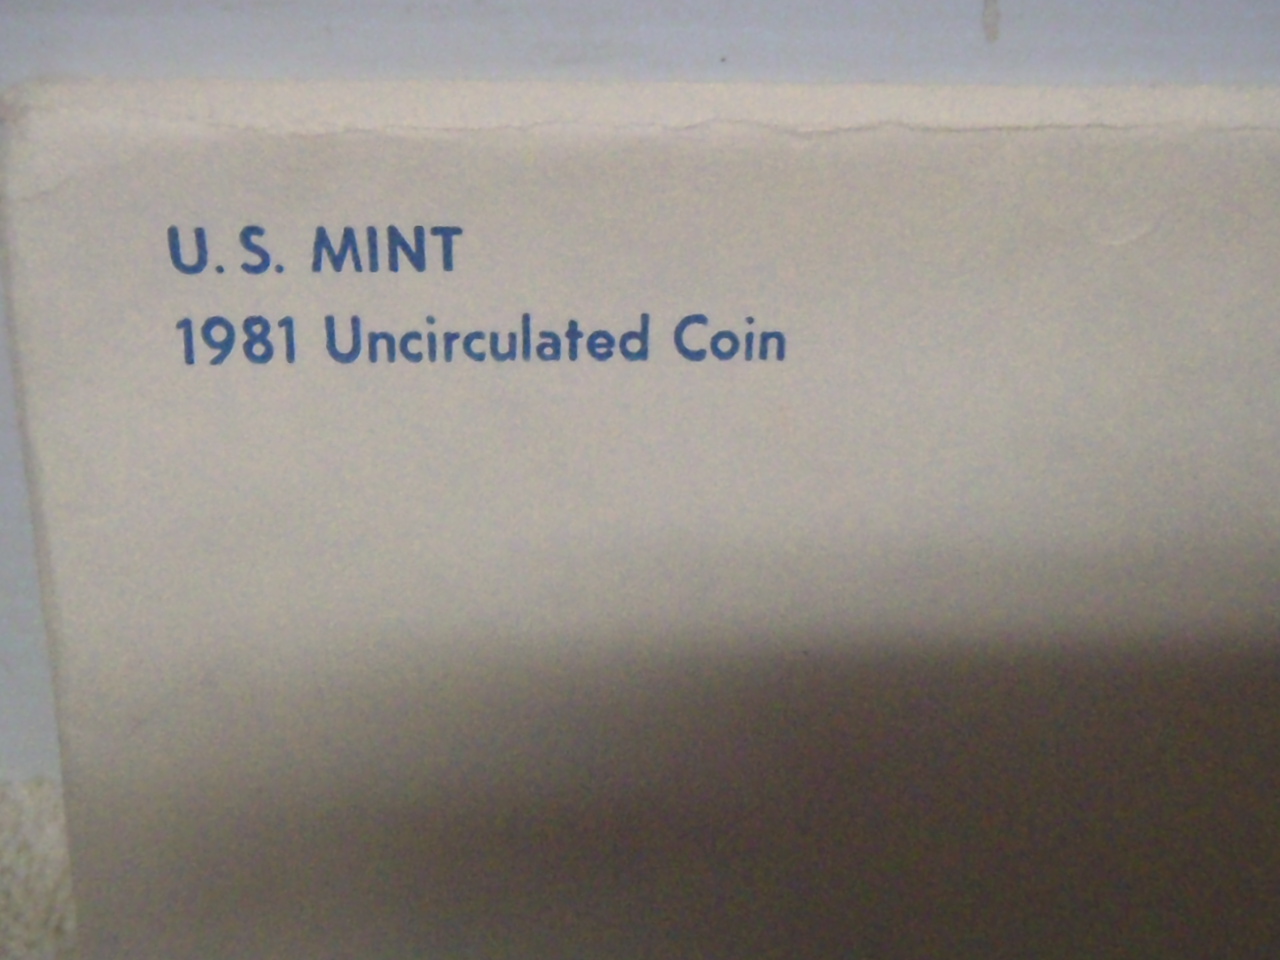 U.S. MINT
1981 Uncirculated Coin